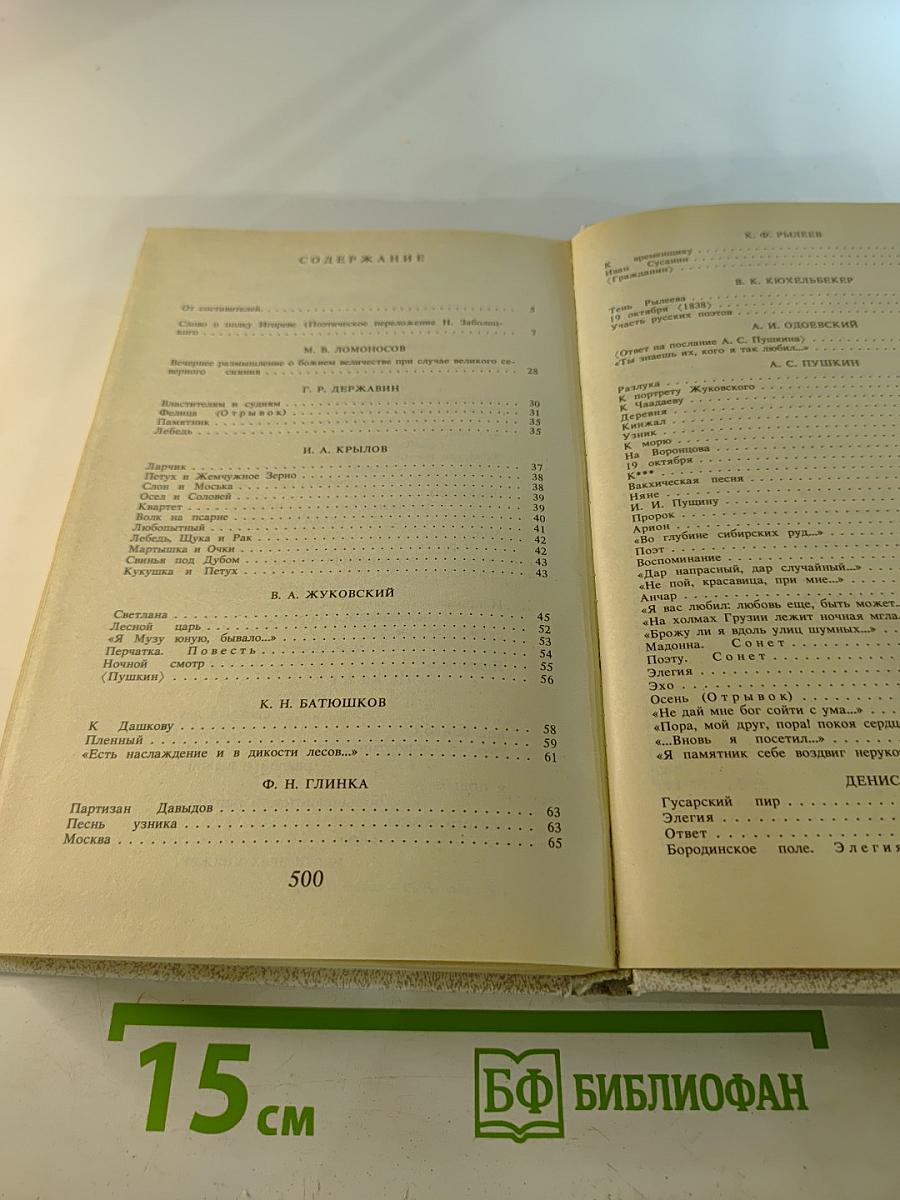 СОДЕРЖАНИЕ
От составителей. . . . . . . . . 5
Слово о полку Игореве (Поэтическое переложение Н. Заболоц-
кого . . . . . . . . . 7
М. В. ЛОМОНОСОВ
Вечернее размышление о божием величестве при случае великого се-
верного сияния . . . . . . . . . 28
Г. Р. ДЕРЖАВИН
Властителям и судиям . . . . . . . . . 30
Фелица (Отрывок) . . . . . . . . . 31
Памятник . . . . . . . . . 35
Лебедь . . . . . . . . . 35
И. А. КРЫЛОВ
Ларчик . . . . . . . . . 37
Петух и Жемчужное Зерно . . . . . . . . . 38
Слон и Моська . . . . . . . . . 38
Осел и Соловей . . . . . . . . . 39
Квартет . . . . . . . . . 39
Волк на псарне . . . . . . . . . 40
Любопытный . . . . . . . . . 41
Лебедь, Щука и Рак . . . . . . . . . 42
Мартышка и Очки . . . . . . . . . 42
Свинья под Дубом . . . . . . . . . 43
Кукушка и Петух . . . . . . . . . 43
В. А. ЖУКОВСКИЙ
Светлана . . . . . . . . . 45
Лесной царь . . . . . . . . . 52
«Я Музу юную, бывало...» . . . . . . . . . 53
Перчатка. Повесть . . . . . . . . . 54
Ночной смотр . . . . . . . . . 55
⟨Пушкин⟩ . . . . . . . . . 56
К. Н. БАТЮШКОВ
К Дашкову . . . . . . . . . 58
Пленный . . . . . . . . . 59
«Есть наслаждение и в дикости лесов...» . . . . . . . . . 61
Ф. Н. ГЛИНКА
Партизан Давыдов . . . . . . . . . 63
Песнь узника . . . . . . . . . 63
Москва . . . . . . . . . 65
500
К. Ф. РЫЛЕЕВ
К временщику . . . . . . . . .
Иван Сусанин . . . . . . . . .
⟨Гражданин⟩ . . . . . . . . .
В. К. КЮХЕЛЬБЕКЕР
Тень Рылеева . . . . . . . . .
19 октября ⟨1838⟩ . . . . . . . . .
Участь русских поэтов . . . . . . . . .
А. И. ОДОЕВСКИЙ
⟨Ответ на послание А. С. Пушкина⟩
«Ты знаешь их, кого я так любил...» . . . . . . . . .
А. С. ПУШКИН
Разлука . . . . . . . . .
К портрету Жуковского . . . . . . . . .
К Чаадаеву . . . . . . . . .
Деревня . . . . . . . . .
Кинжал . . . . . . . . .
Узник . . . . . . . . .
К морю . . . . . . . . .
На Воронцова . . . . . . . . .
19 октября . . . . . . . . .
К*** . . . . . . . . .
Вакхическая песня . . . . . . . . .
Няне . . . . . . . . .
И. И. Пущину . . . . . . . . .
Пророк . . . . . . . . .
Арион . . . . . . . . .
«Во глубине сибирских руд...» . . . . . . . . .
Поэт . . . . . . . . .
Воспоминание . . . . . . . . .
«Дар напрасный, дар случайный...» . . . . . . . . .
«Не пой, красавица, при мне...» . . . . . . . . .
Анчар . . . . . . . . .
«Я вас любил: любовь еще, быть может..
«На холмах Грузии лежит ночная мгла.
«Брожу ли я вдоль улиц шумных...» . . .
Мадонна. Сонет . . . . . . . . .
Поэту. Сонет . . . . . . . . .
Элегия . . . . . . . . .
Эхо . . . . . . . . .
Осень (Отрывок) . . . . . . . . .
«Не дай мне бог сойти с ума...» . . .
«Пора, мой друг, пора! покоя сердц
«...Вновь я посетил...» . . . . . . . . .
«Я памятник себе воздвиг неруко
ДЕНИС
Гусарский пир . . . . . . . . .
Элегия . . . . . . . . .
Ответ . . . . . . . . .
Бородинское поле. Элегия
15 см
БФ БИБЛИОФАН